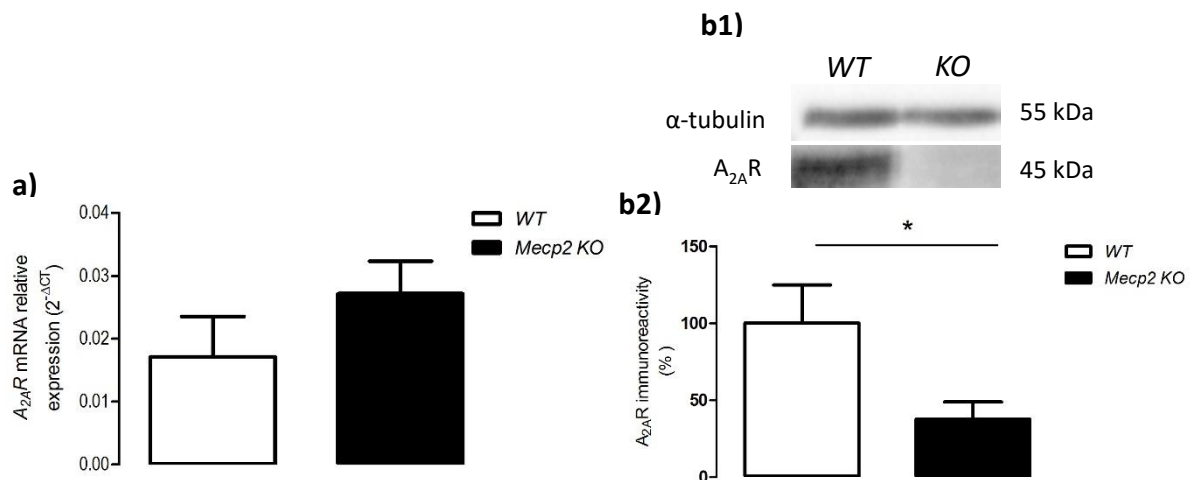 b1)
WT KO
α-tubulin 55 kDa
A2AR 45 kDa
a)
A2AR mRNA relative
expression (2-ΔCT)
0.04
0.03
0.02
0.01
0.00
WT
Mecp2 KO
b2)
*
A2AR immunoreactivity
(%)
150
100
50
0
WT
Mecp2 KO